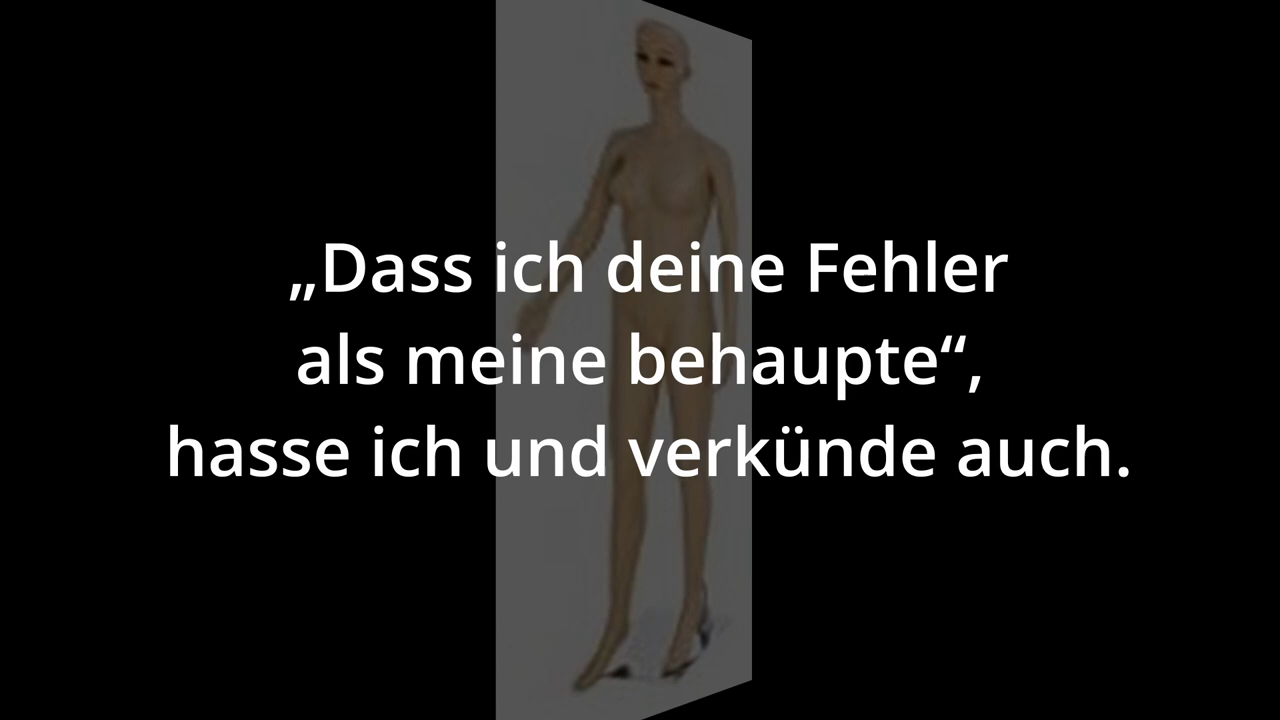 „Dass ich deine Fehler
als meine behaupte“,
hasse ich und verkünde auch.